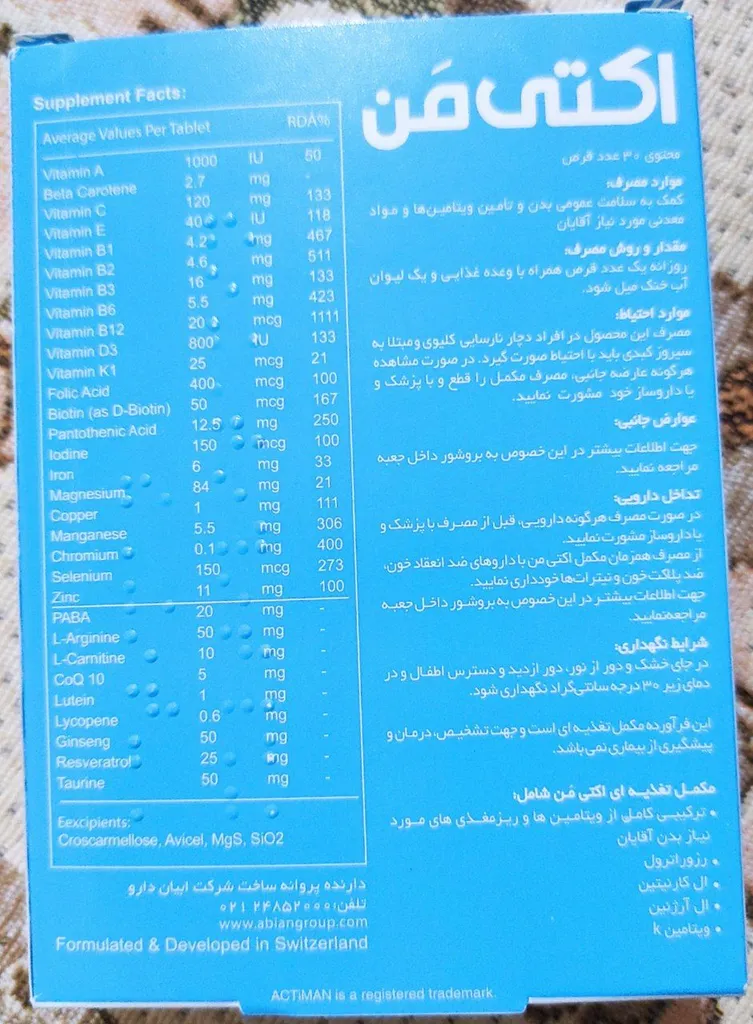 Supplement Facts:
Average Values Per Tablet RDA%
Vitamin A 1000 IU 50
Beta Carotene 2.7 mg -
Vitamin C 120 mg 133
Vitamin E 40 IU 118
Vitamin B1 4.2 mg 467
Vitamin B2 4.6 mg 511
Vitamin B3 16 mg 133
Vitamin B6 5.5 mg 423
Vitamin B12 20 mcg 1111
Vitamin D3 800 IU 133
Vitamin K1 25 mcg 21
Folic Acid 400 mcg 100
Biotin (as D-Biotin) 50 mcg 167
Pantothenic Acid 12.5 mg 250
Iodine 150 mcg 100
Iron 6 mg 33
Magnesium 84 mg 21
Copper 1 mg 111
Manganese 5.5 mg 306
Chromium 0.1 mg 400
Selenium 150 mcg 273
Zinc 11 mg 100
PABA 20 mg -
L-Arginine 50 mg -
L-Carnitine 10 mg -
CoQ 10 5 mg -
Lutein 1 mg -
Lycopene 0.6 mg -
Ginseng 50 mg -
Resveratrol 25 mg -
Taurine 50 mg -
Eexcipients:
Croscarmellose, Avicel, MgS, SiO2
دارنده پروانه ساخت شرکت ابیان دارو
تلفن: ۲۴۸۵۲۰۰۰ ۰۲۱
www.abiangroup.com
Formulated & Developed in Switzerland
اکتی مَن
محتوی ۳۰ عدد قرص
موارد مصرف:
کمک به سلامت عمومی بدن و تأمین ویتامین‌ها و مواد
معدنی مورد نیاز آقایان
مقدار و روش مصرف:
روزانه یک عدد قرص همراه با وعده غذایی و یک لیوان
آب خنک میل شود.
موارد احتیاط:
مصرف این محصول در افراد دچار نارسایی کلیوی و مبتلا به
سیروز کبدی باید با احتیاط صورت گیرد. در صورت مشاهده
هرگونه عارضه جانبی، مصرف مکمل را قطع و با پزشک و
یا داروساز خود مشورت نمایید.
عوارض جانبی:
جهت اطلاعات بیشتر در این خصوص به بروشور داخل جعبه
مراجعه نمایید.
تداخل دارویی:
در صورت مصرف هرگونه دارویی، قبل از مصرف با پزشک و
یا داروساز مشورت نمایید.
از مصرف همزمان مکمل اکتی من با داروهای ضد انعقاد خون،
ضد پلاکت خون و نیترات‌ها خودداری نمایید.
جهت اطلاعات بیشتر در این خصوص به بروشور داخل جعبه
مراجعه نمایید.
شرایط نگهداری:
در جای خشک و دور از نور، دور از دید و دسترس اطفال و در
دمای زیر ۳۰ درجه سانتی‌گراد نگهداری شود.
این فرآورده مکمل تغذیه ای است و جهت تشخیص، درمان و
پیشگیری از بیماری نمی باشد.
مکمل تغذیه ای اکتی مَن شامل:
• ترکیبی کاملی از ویتامین ها و ریزمغذی های مورد
نیاز بدن آقایان
• رزوراترول
• ال کارنیتین
• ال آرژنین
• ویتامین k
ACTiMAN is a registered trademark.